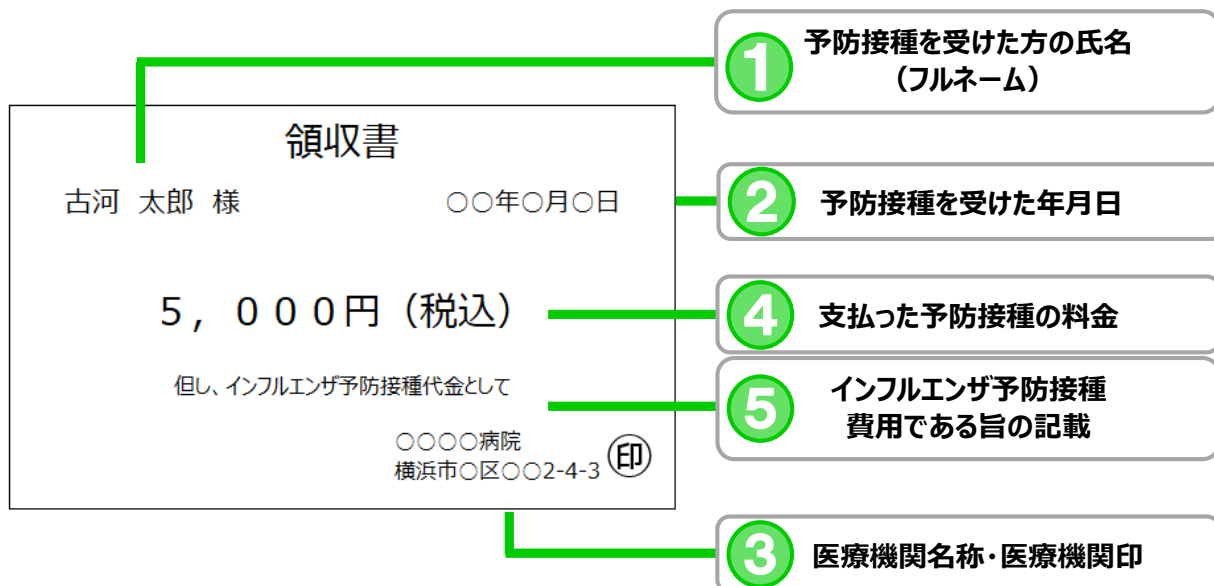 ① 予防接種を受けた方の氏名
(フルネーム)
領収書
古河 太郎 様
○○年○月○日
② 予防接種を受けた年月日
5,000円(税込)
④ 支払った予防接種の料金
但し、インフルエンザ予防接種代金として
⑤ インフルエンザ予防接種
費用である旨の記載
○○○○病院
横浜市○区○○2-4-3
印
③ 医療機関名称・医療機関印